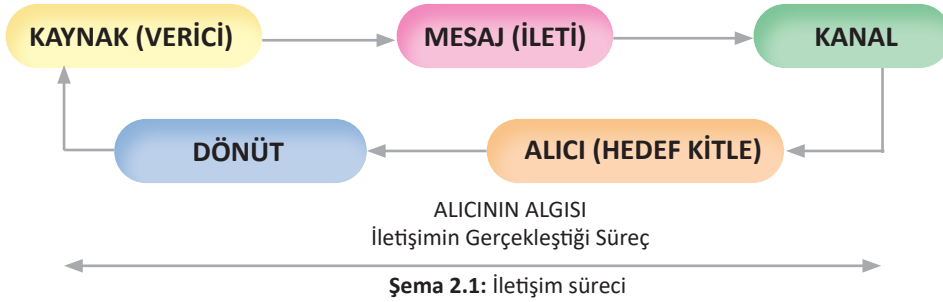 KAYNAK (VERİCİ)
MESAJ (İLETİ)
KANAL
DÖNÜT
ALICI (HEDEF KİTLE)
ALICININ ALGISI
İletişimin Gerçekleştiği Süreç
Şema 2.1: İletişim süreci